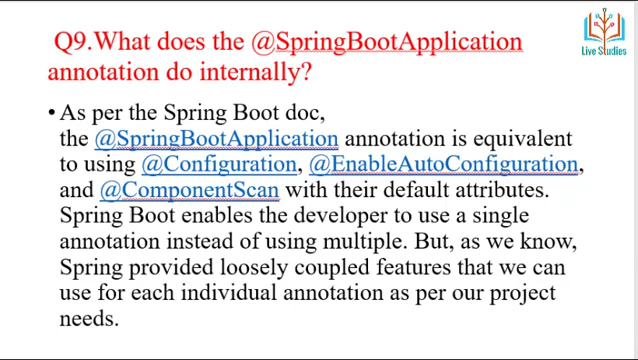 Q9.What does the @SpringBootApplication
annotation do internally?
Live Studies
• As per the Spring Boot doc,
the @SpringBootApplication annotation is equivalent
to using @Configuration, @EnableAutoConfiguration,
and @ComponentScan with their default attributes.
Spring Boot enables the developer to use a single
annotation instead of using multiple. But, as we know,
Spring provided loosely coupled features that we can
use for each individual annotation as per our project
needs.